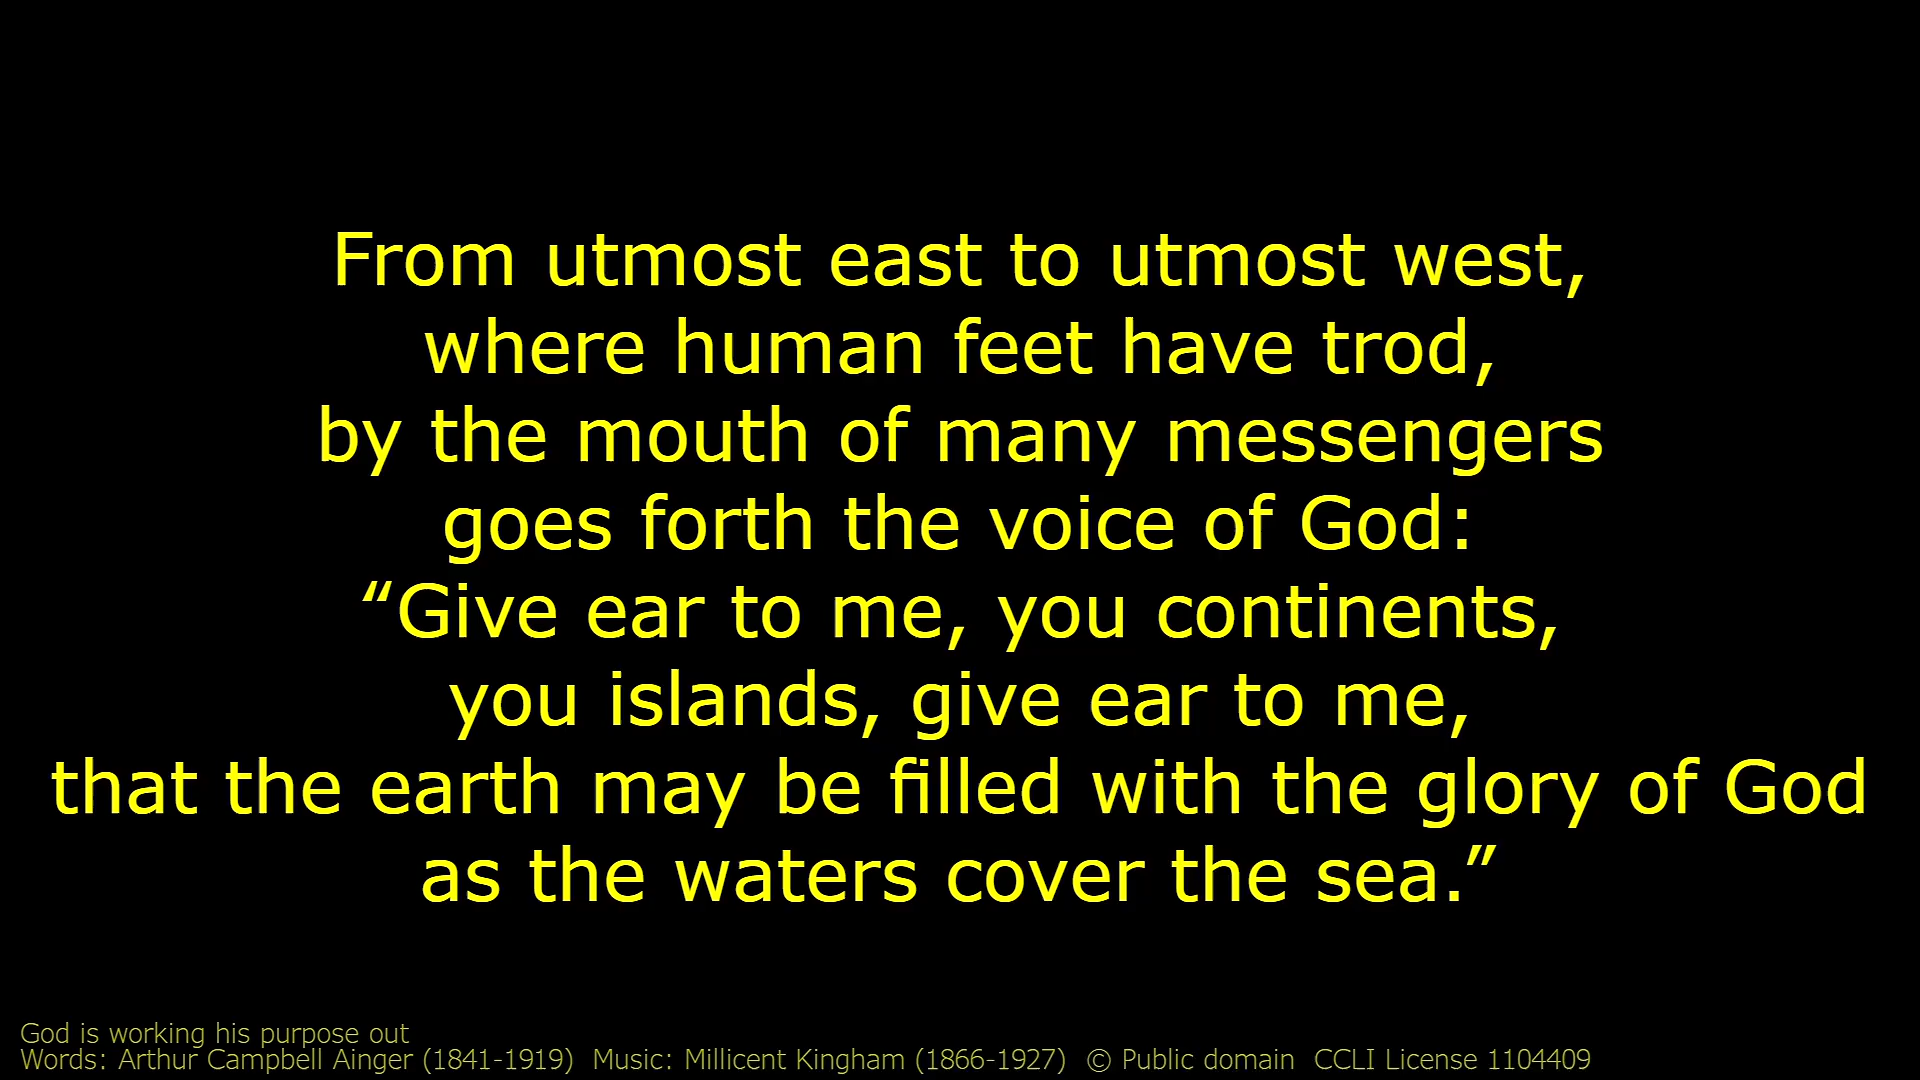 From utmost east to utmost west,
where human feet have trod,
by the mouth of many messengers
goes forth the voice of God:
“Give ear to me, you continents,
you islands, give ear to me,
that the earth may be filled with the glory of God
as the waters cover the sea.”
God is working his purpose out
Words: Arthur Campbell Ainger (1841-1919)  Music: Millicent Kingham (1866-1927)  © Public domain  CCLI License 1104409